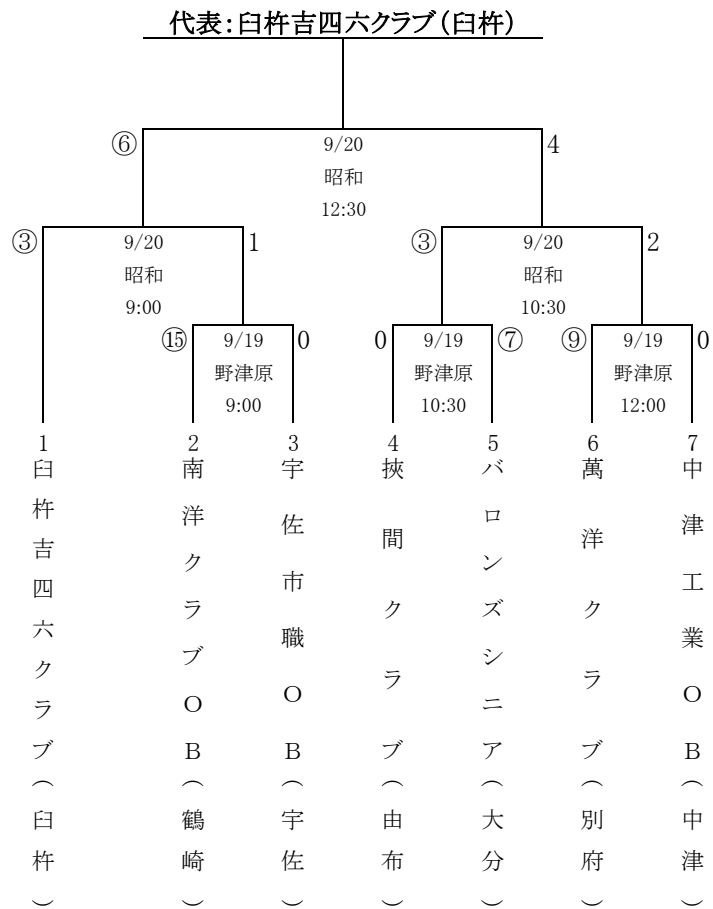 代表：臼杵吉四六クラブ（臼杵）
⑥ 9/20 4
昭和
12:30
③ 9/20 1 ③ 9/20 2
昭和 昭和
9:00 10:30
⑮ 9/19 0 0 9/19 ⑦ ⑨ 9/19 0
野津原 野津原 野津原
9:00 10:30 12:00
1 2 3 4 5 6 7
臼杵吉四六クラブ（臼杵）
南洋クラブＯＢ（鶴崎）
宇佐市職ＯＢ（宇佐）
挾間クラブ（由布）
バロンズシニア（大分）
萬洋クラブ（別府）
中津工業ＯＢ（中津）